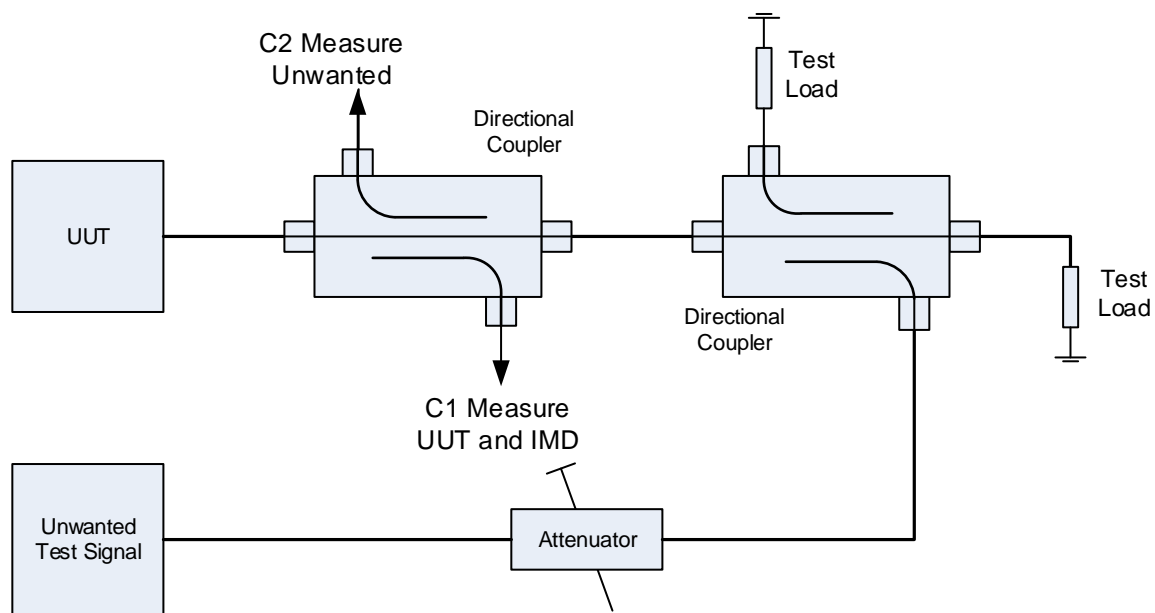 C2 Measure
Unwanted
Test
Load
Directional
Coupler
UUT
Test
Load
Directional
Coupler
C1 Measure
UUT and IMD
Unwanted
Test Signal
Attenuator